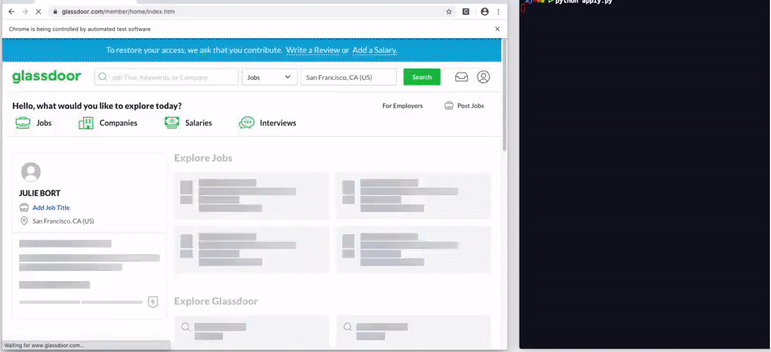 glassdoor.com/member/home/index.htm
Chrome is being controlled by automated test software
To restore your access, we ask that you contribute. Write a Review or Add a Salary.
glassdoor
Job Title, Keywords, or Company
Jobs
San Francisco, CA (US)
Search
Hello, what would you like to explore today?
For Employers
Post Jobs
Jobs
Companies
Salaries
Interviews
JULIE BORT
Add Job Title
San Francisco, CA (US)
Explore Jobs
Explore Glassdoor
Waiting for www.glassdoor.com...
python apply.py